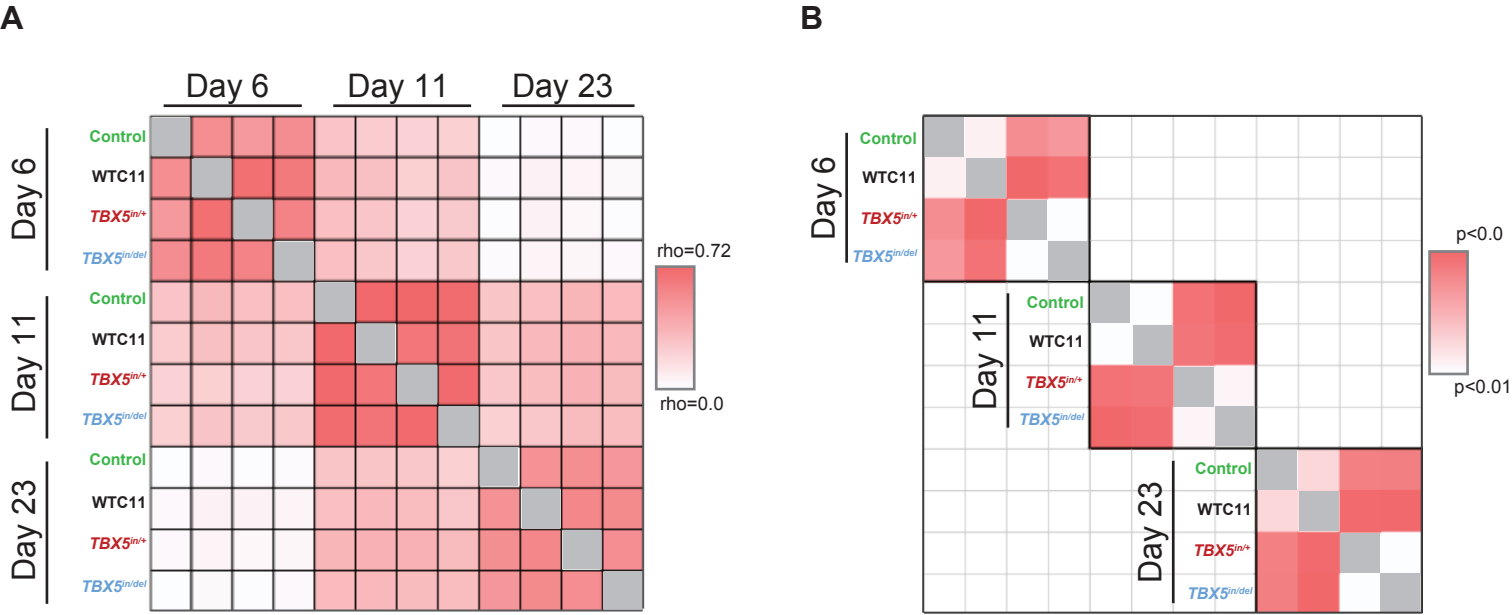 A
B
Day 6
Day 11
Day 23
Day 6
Control
WTC11
TBX5in/+
TBX5in/del
Day 11
Control
WTC11
TBX5in/+
TBX5in/del
Day 23
Control
WTC11
TBX5in/+
TBX5in/del
rho=0.72
rho=0.0
Day 6
Control
WTC11
TBX5in/+
TBX5in/del
Day 11
Control
WTC11
TBX5in/+
TBX5in/del
Day 23
Control
WTC11
TBX5in/+
TBX5in/del
p<0.0
p<0.01